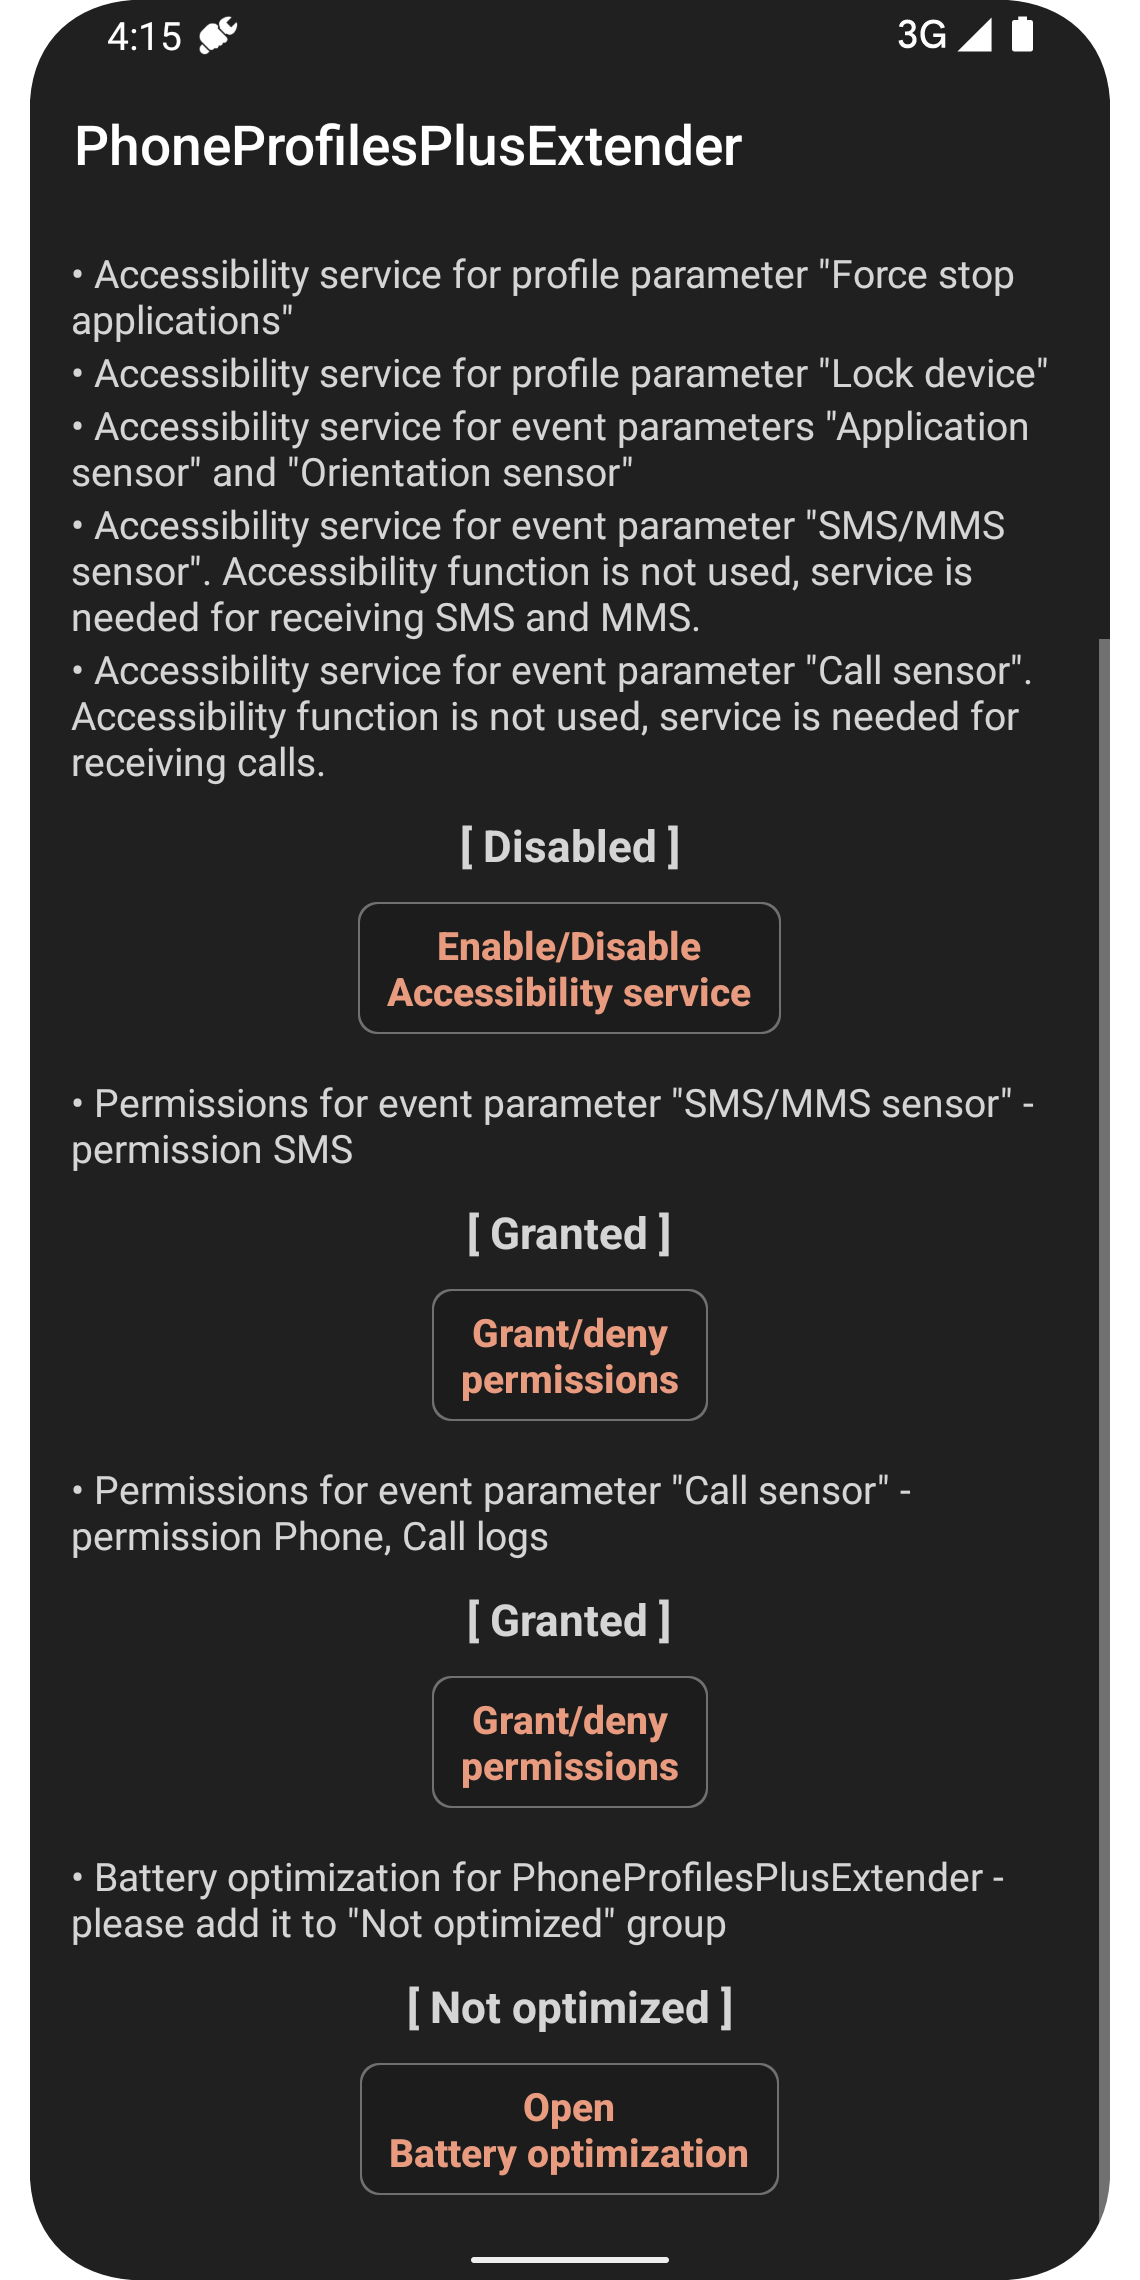 4:15
3G
PhoneProfilesPlusExtender
• Accessibility service for profile parameter "Force stop
applications"
• Accessibility service for profile parameter "Lock device"
• Accessibility service for event parameters "Application
sensor" and "Orientation sensor"
• Accessibility service for event parameter "SMS/MMS
sensor". Accessibility function is not used, service is
needed for receiving SMS and MMS.
• Accessibility service for event parameter "Call sensor".
Accessibility function is not used, service is needed for
receiving calls.
[ Disabled ]
Enable/Disable
Accessibility service
• Permissions for event parameter "SMS/MMS sensor" -
permission SMS
[ Granted ]
Grant/deny
permissions
• Permissions for event parameter "Call sensor" -
permission Phone, Call logs
[ Granted ]
Grant/deny
permissions
• Battery optimization for PhoneProfilesPlusExtender -
please add it to "Not optimized" group
[ Not optimized ]
Open
Battery optimization